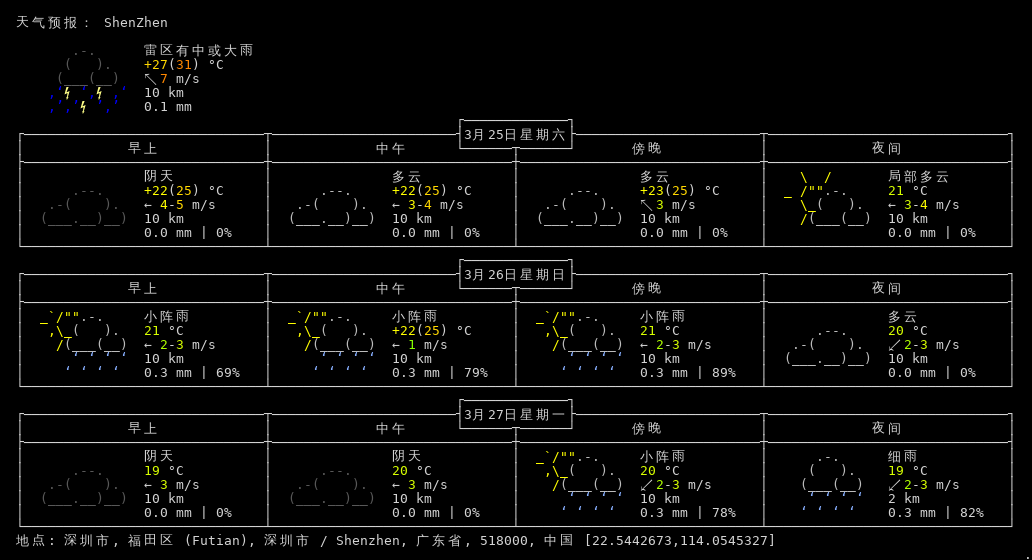 天气预报： ShenZhen
雷区有中或大雨
+27(31) °C
↖ 7 m/s
10 km
0.1 mm
3月25日星期六
早上 中午 傍晚 夜间
阴天 多云 多云 局部多云
+22(25) °C +22(25) °C +23(25) °C 21 °C
← 4-5 m/s ← 3-4 m/s ↖ 3 m/s ← 3-4 m/s
10 km 10 km 10 km 10 km
0.0 mm | 0% 0.0 mm | 0% 0.0 mm | 0% 0.0 mm | 0%
3月26日星期日
早上 中午 傍晚 夜间
小阵雨 小阵雨 小阵雨 多云
21 °C +22(25) °C 21 °C 20 °C
← 2-3 m/s ← 1 m/s ← 2-3 m/s ↙ 2-3 m/s
10 km 10 km 10 km 10 km
0.3 mm | 69% 0.3 mm | 79% 0.3 mm | 89% 0.0 mm | 0%
3月27日星期一
早上 中午 傍晚 夜间
阴天 阴天 小阵雨 细雨
19 °C 20 °C 20 °C 19 °C
← 3 m/s ← 3 m/s ↙ 2-3 m/s ↙ 2-3 m/s
10 km 10 km 10 km 2 km
0.0 mm | 0% 0.0 mm | 0% 0.3 mm | 78% 0.3 mm | 82%
地点: 深圳市, 福田区 (Futian), 深圳市 / Shenzhen, 广东省, 518000, 中国 [22.5442673,114.0545327]